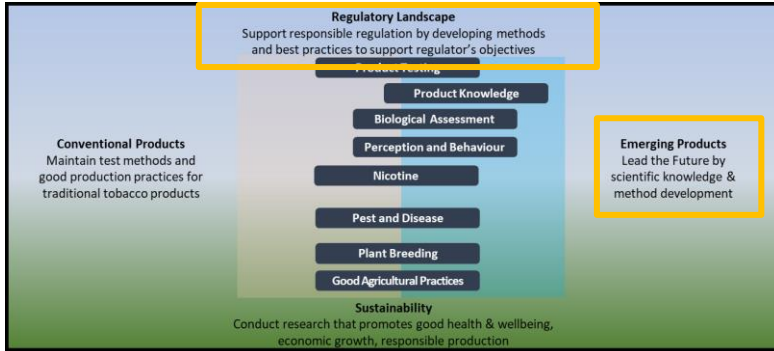 Regulatory Landscape
Support responsible regulation by developing methods
and best practices to support regulator's objectives
Product Testing
Product Knowledge
Biological Assessment
Perception and Behaviour
Nicotine
Pest and Disease
Plant Breeding
Good Agricultural Practices
Conventional Products
Maintain test methods and
good production practices for
traditional tobacco products
Emerging Products
Lead the Future by
scientific knowledge &
method development
Sustainability
Conduct research that promotes good health & wellbeing,
economic growth, responsible production